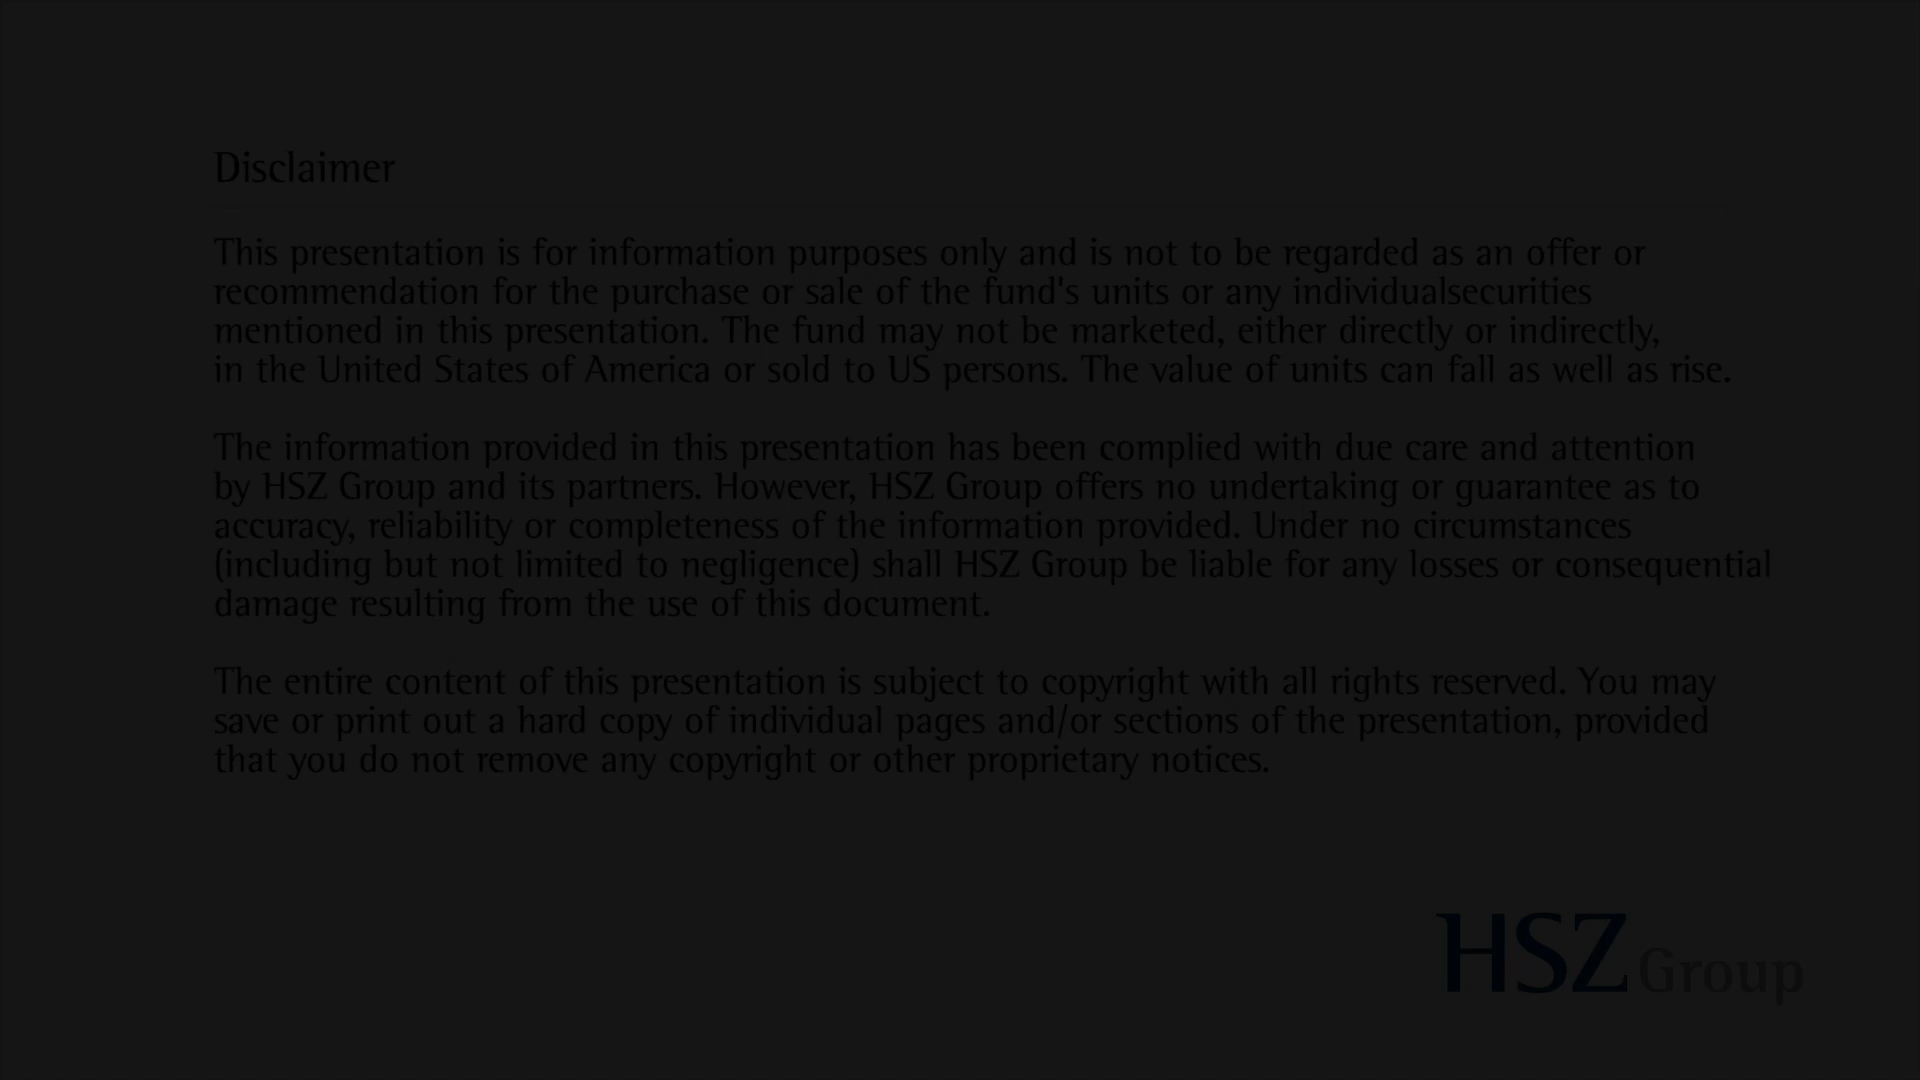 Disclaimer
This presentation is for information purposes only and is not to be regarded as an offer or
recommendation for the purchase or sale of the fund's units or any individualsecurities
mentioned in this presentation. The fund may not be marketed, either directly or indirectly,
in the United States of America or sold to US persons. The value of units can fall as well as rise.
The information provided in this presentation has been complied with due care and attention
by HSZ Group and its partners. However, HSZ Group offers no undertaking or guarantee as to
accuracy, reliability or completeness of the information provided. Under no circumstances
(including but not limited to negligence) shall HSZ Group be liable for any losses or consequential
damage resulting from the use of this document.
The entire content of this presentation is subject to copyright with all rights reserved. You may
save or print out a hard copy of individual pages and/or sections of the presentation, provided
that you do not remove any copyright or other proprietary notices.
HSZ Group